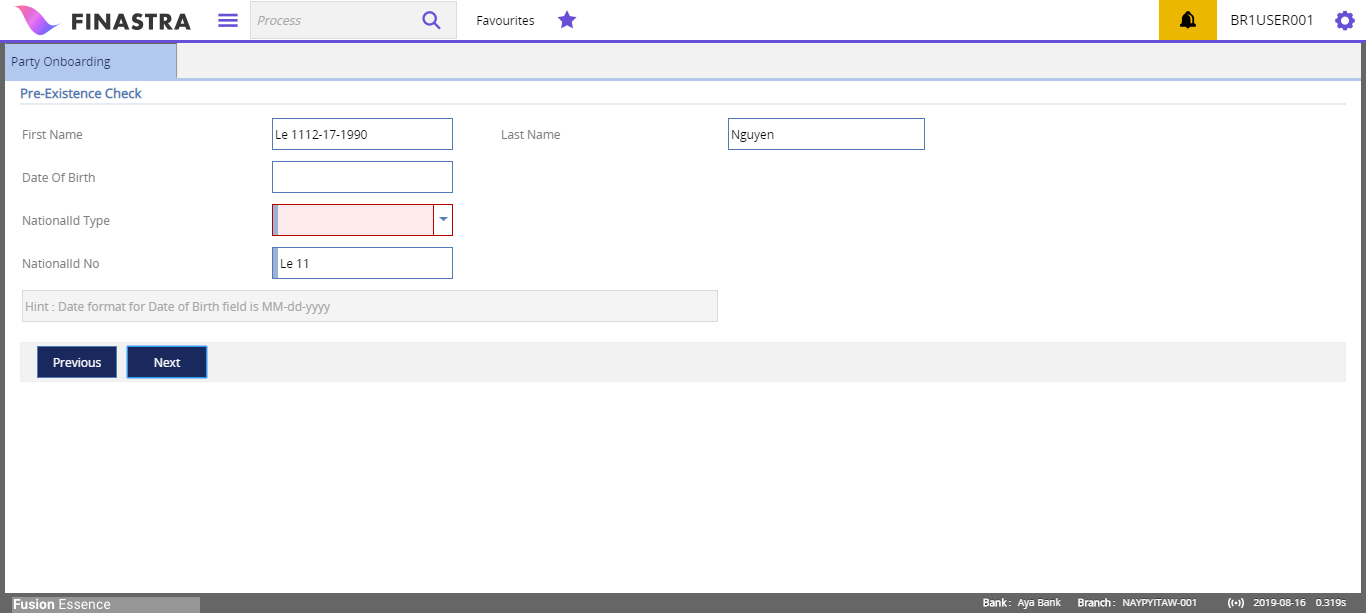 FINASTRA Process Favourites BR1USER001
Party Onboarding
Pre-Existence Check
First Name Le 1112-17-1990 Last Name Nguyen
Date Of Birth
NationalId Type
NationalId No Le 11
Hint : Date format for Date of Birth field is MM-dd-yyyy
Previous Next
Fusion Essence Bank : Aya Bank Branch : NAYPYITAW-001 2019-08-16 0.319s